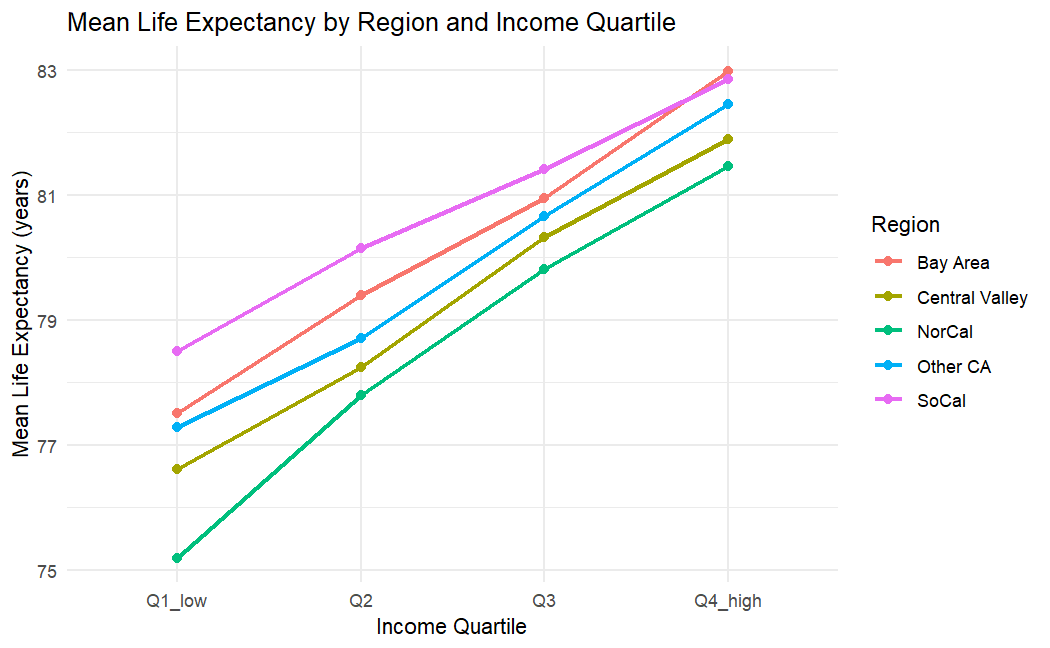 Mean Life Expectancy by Region and Income Quartile
Mean Life Expectancy (years)
83
81
79
77
75
Q1_low
Q2
Q3
Q4_high
Income Quartile
Region
Bay Area
Central Valley
NorCal
Other CA
SoCal